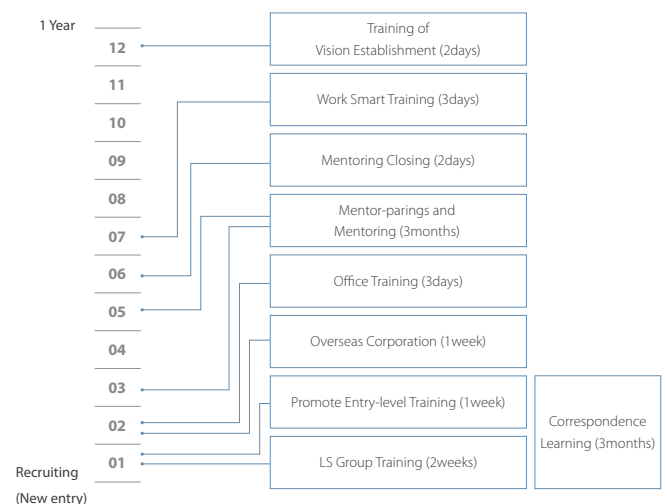 1 Year
12
11
10
09
08
07
06
05
04
03
02
01
Recruiting
(New entry)
Training of
Vision Establishment (2days)
Work Smart Training (3days)
Mentoring Closing (2days)
Mentor-parings and
Mentoring (3months)
Office Training (3days)
Overseas Corporation (1week)
Promote Entry-level Training (1week)
LS Group Training (2weeks)
Correspondence
Learning (3months)